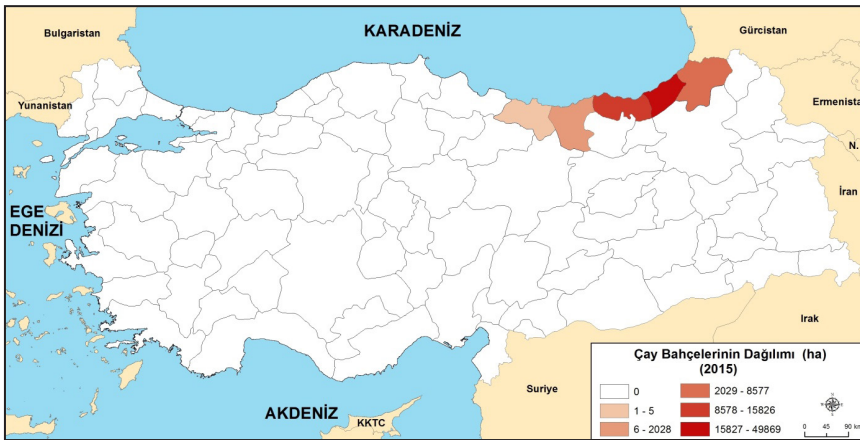 Bulgaristan
KARADENİZ
Gürcistan
Yunanistan
Ermenista
N.
İran
EGE
DENİZİ
Irak
Suriye
AKDENİZ
KKTC
Çay Bahçelerinin Dağılımı (ha)
(2015)
0
1 - 5
6 - 2028
2029 - 8577
8578 - 15826
15827 - 49869
0 45 90 km